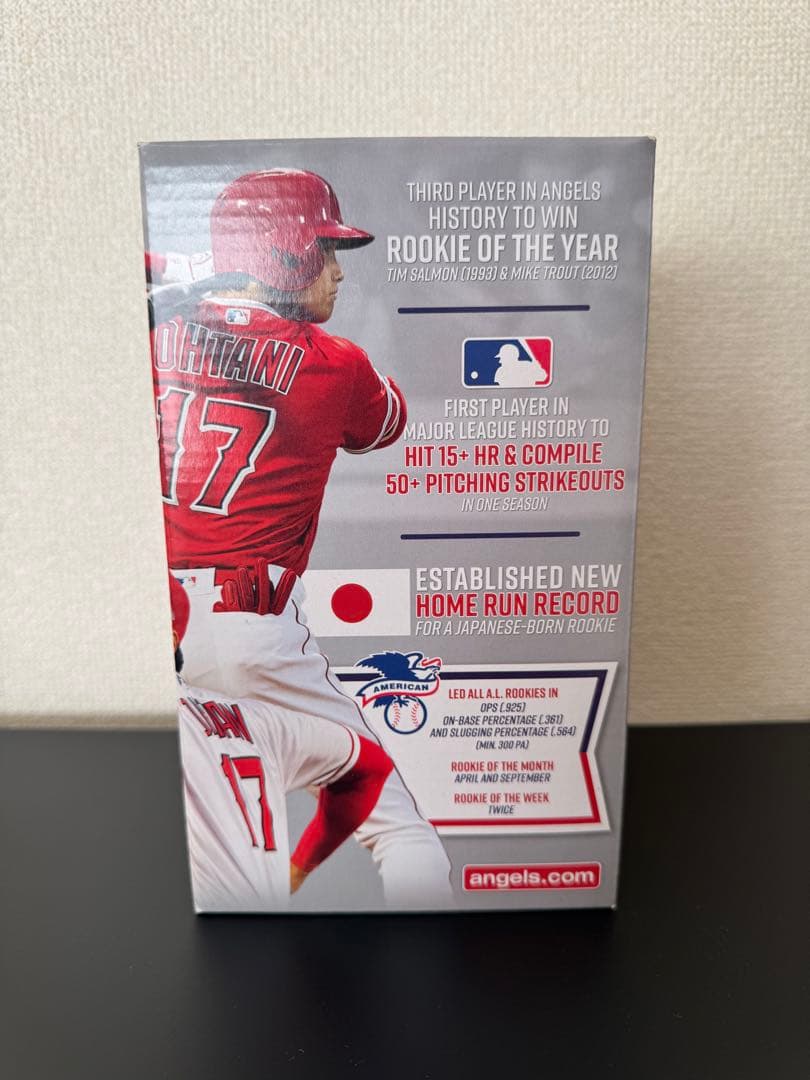 THIRD PLAYER IN ANGELS
HISTORY TO WIN
ROOKIE OF THE YEAR
TIM SALMON (1993) & MIKE TROUT (2012)
OHTANI
17
FIRST PLAYER IN
MAJOR LEAGUE HISTORY TO
HIT 15+ HR & COMPILE
50+ PITCHING STRIKEOUTS
IN ONE SEASON
ESTABLISHED NEW
HOME RUN RECORD
FOR A JAPANESE-BORN ROOKIE
AMERICAN
LED ALL A.L. ROOKIES IN
OPS (.925)
ON-BASE PERCENTAGE (.361)
AND SLUGGING PERCENTAGE (.564)
(MIN. 300 PA)
ROOKIE OF THE MONTH
APRIL AND SEPTEMBER
ROOKIE OF THE WEEK
TWICE
17
angels.com